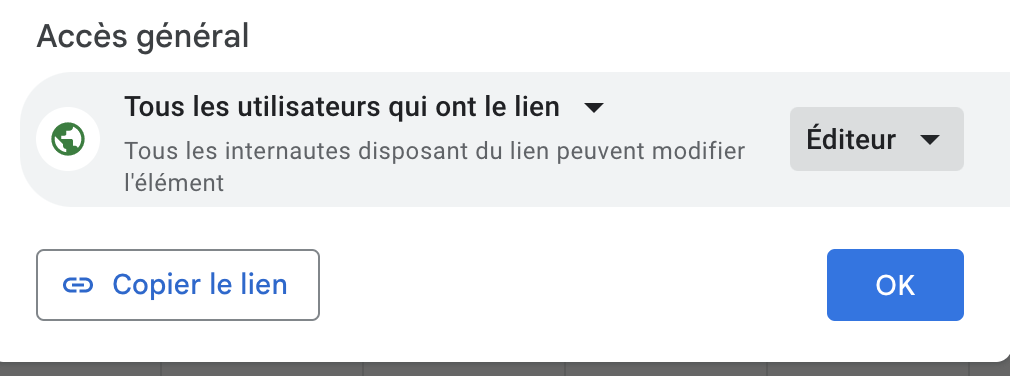 Accès général
Tous les utilisateurs qui ont le lien
Tous les internautes disposant du lien peuvent modifier
l'élément
Éditeur
Copier le lien
OK